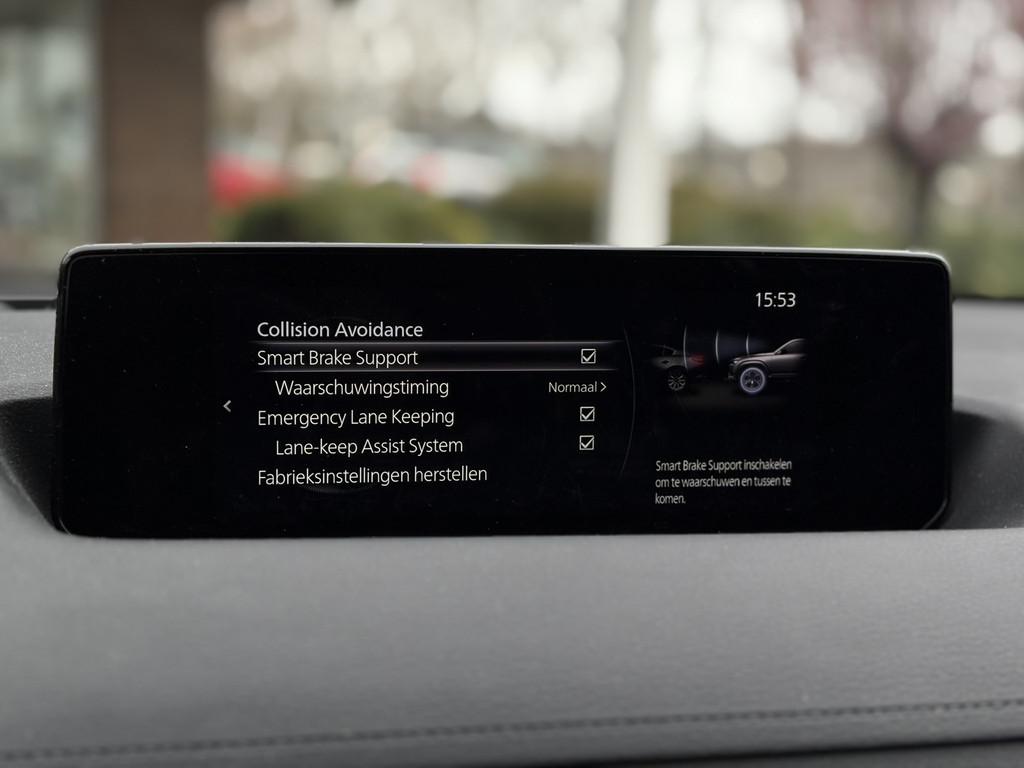 15:53
Collision Avoidance
Smart Brake Support
Waarschuwingstiming Normaal >
Emergency Lane Keeping
Lane-keep Assist System
Fabrieksinstellingen herstellen
Smart Brake Support inschakelen
om te waarschuwen en tussen te
komen.